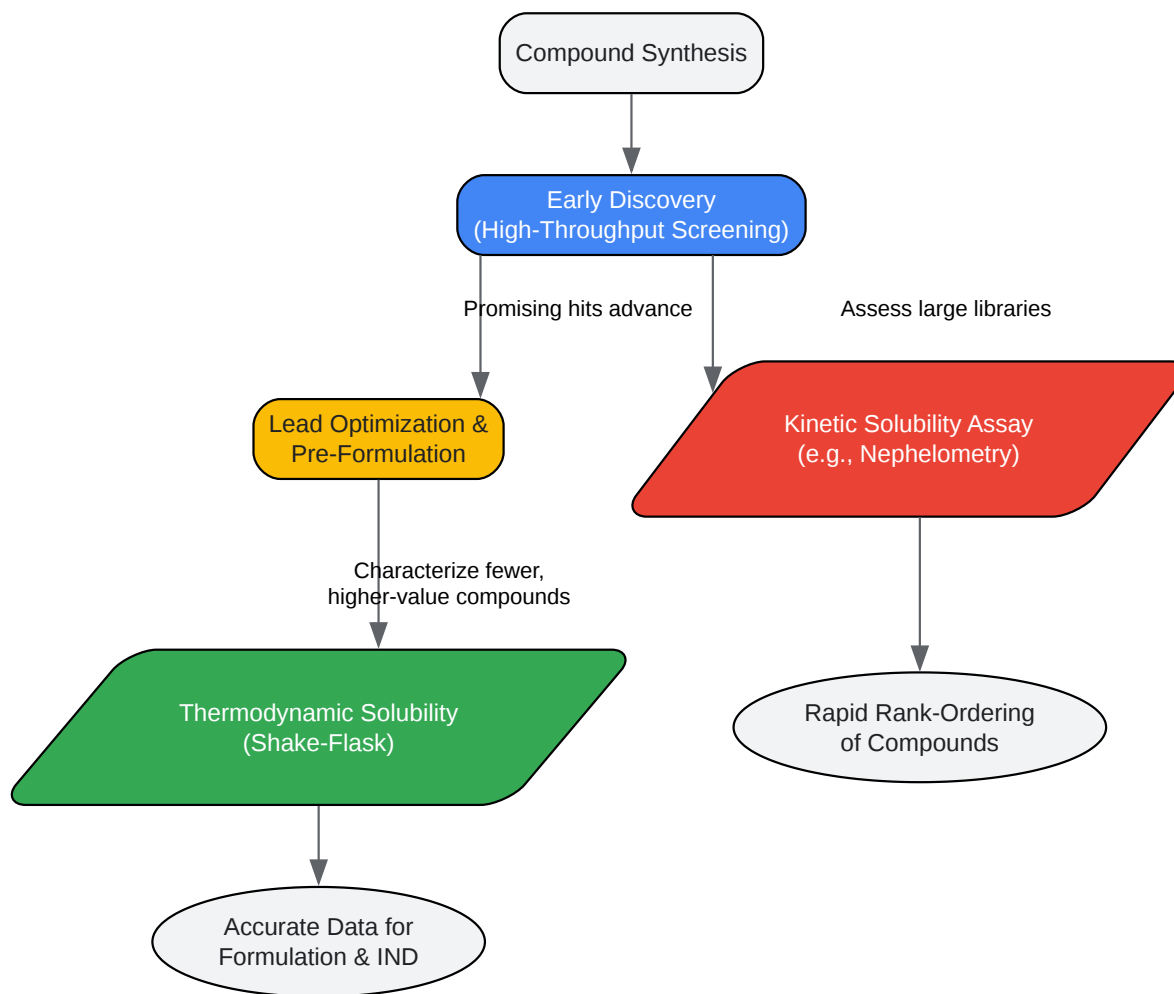 Compound Synthesis
Early Discovery
(High-Throughput Screening)
Promising hits advance
Assess large libraries
Lead Optimization &
Pre-Formulation
Kinetic Solubility Assay
(e.g., Nephelometry)
Characterize fewer,
higher-value compounds
Thermodynamic Solubility
(Shake-Flask)
Rapid Rank-Ordering
of Compounds
Accurate Data for
Formulation & IND